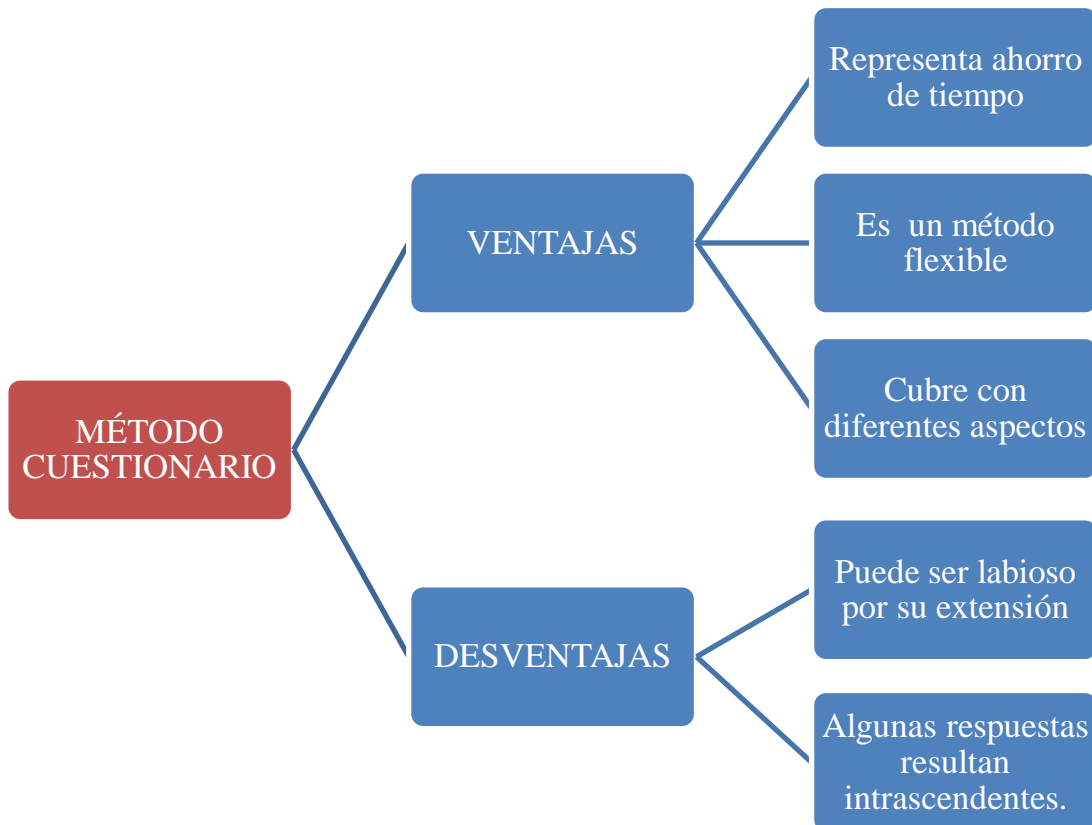 MÉTODO
CUESTIONARIO
VENTAJAS
Representa ahorro
de tiempo
Es un método
flexible
Cubre con
diferentes aspectos
DESVENTAJAS
Puede ser labioso
por su extensión
Algunas respuestas
resultan
intrascendentes.